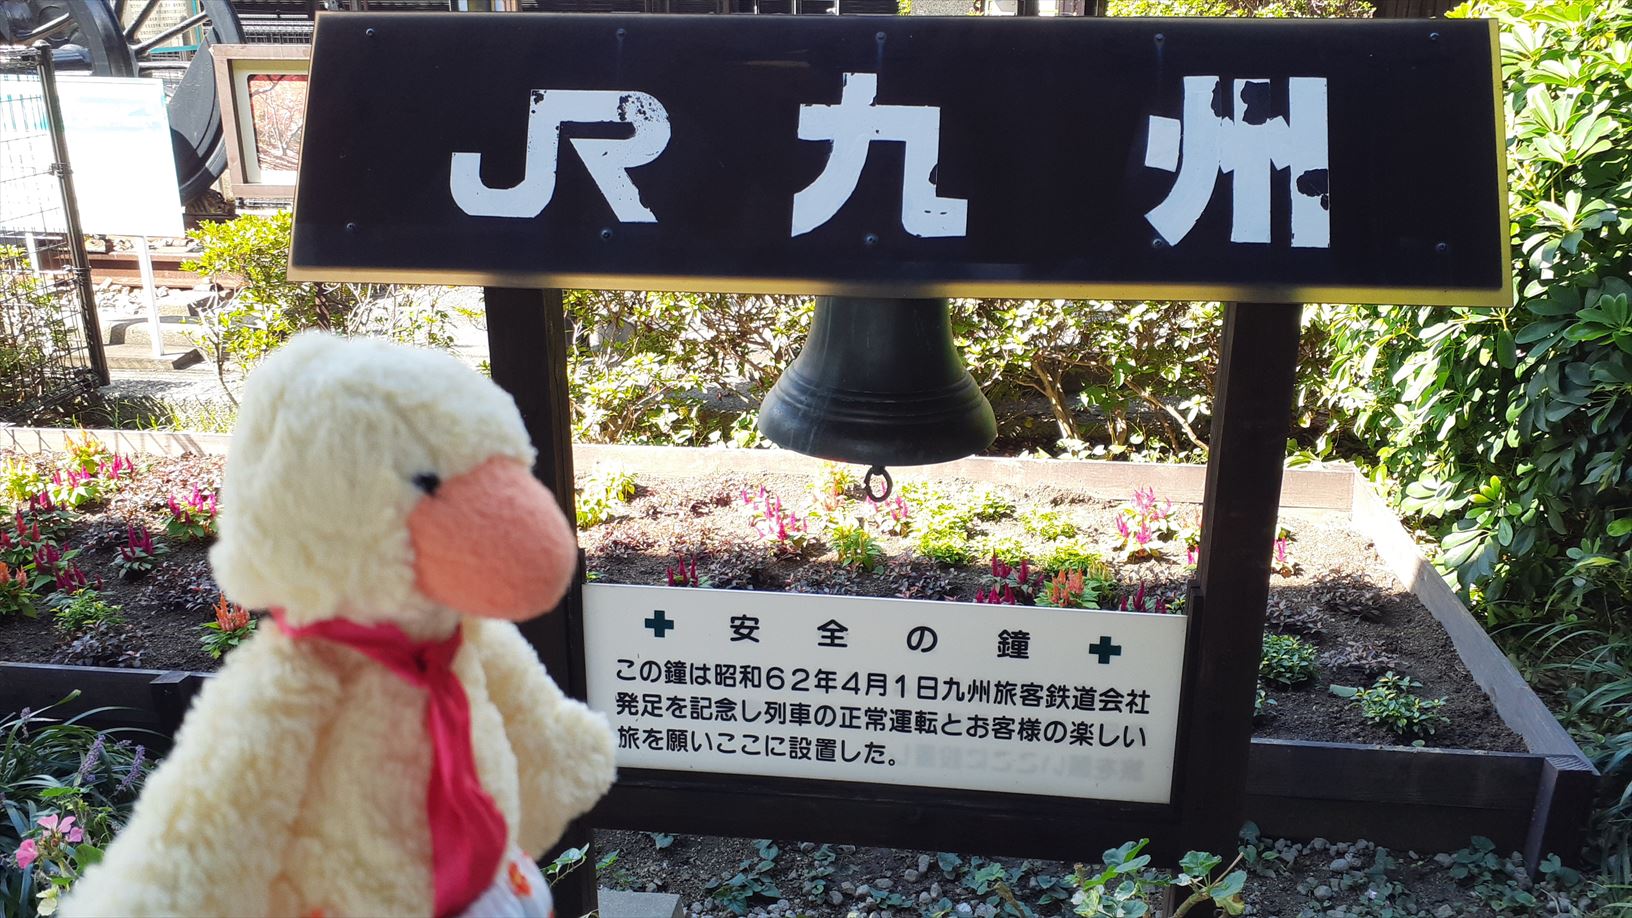 JR九州
安全の鐘
この鐘は昭和62年4月1日九州旅客鉄道会社
発足を記念し列車の正常運転とお客様の楽しい
旅を願いここに設置した。